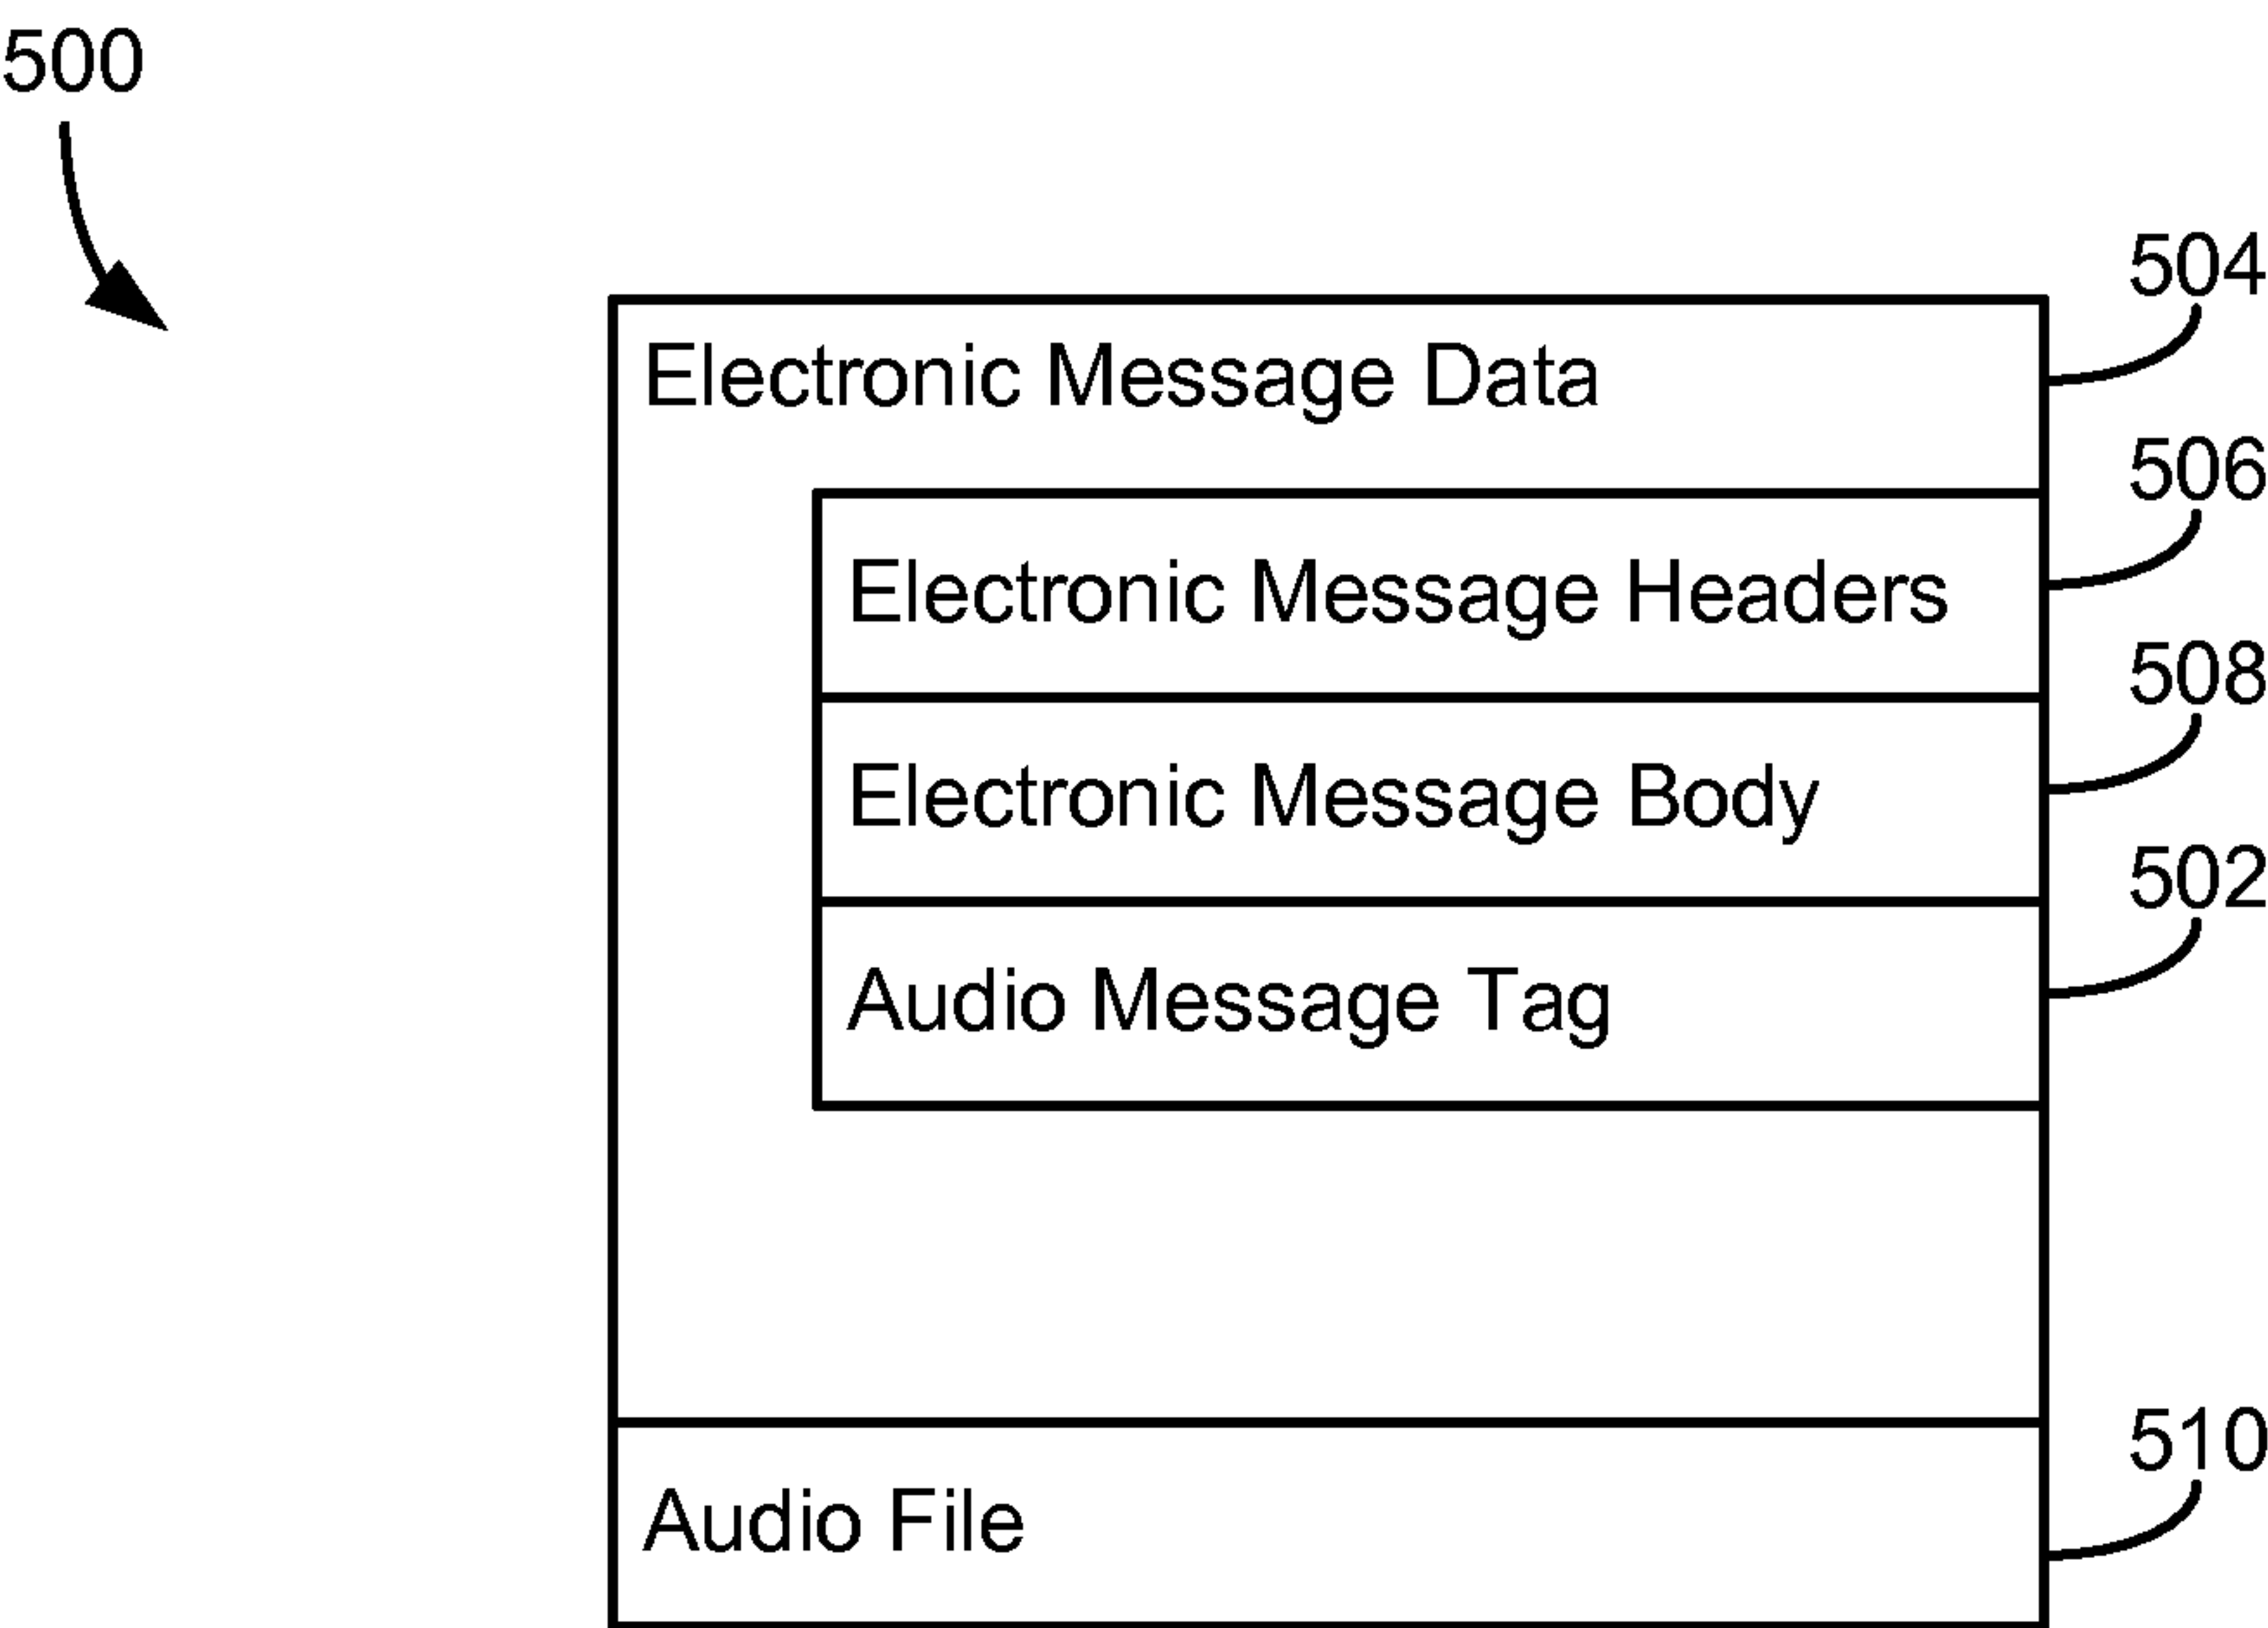 500
504
Electronic Message Data
506
Electronic Message Headers
508
Electronic Message Body
502
Audio Message Tag
510
Audio File